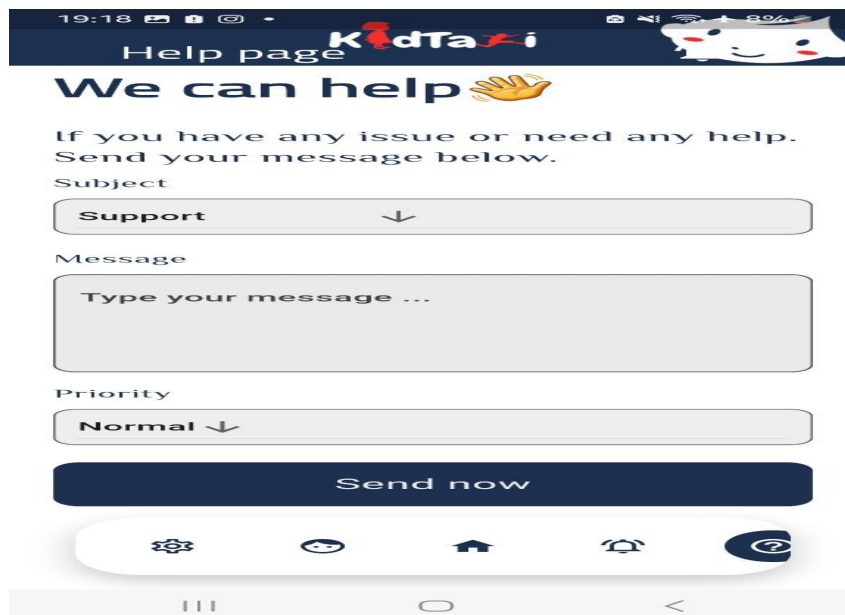 19:18
8%
KidTaxi
Help page
We can help👋
If you have any issue or need any help.
Send your message below.
Subject
Support
Message
Type your message ...
Priority
Normal
Send now